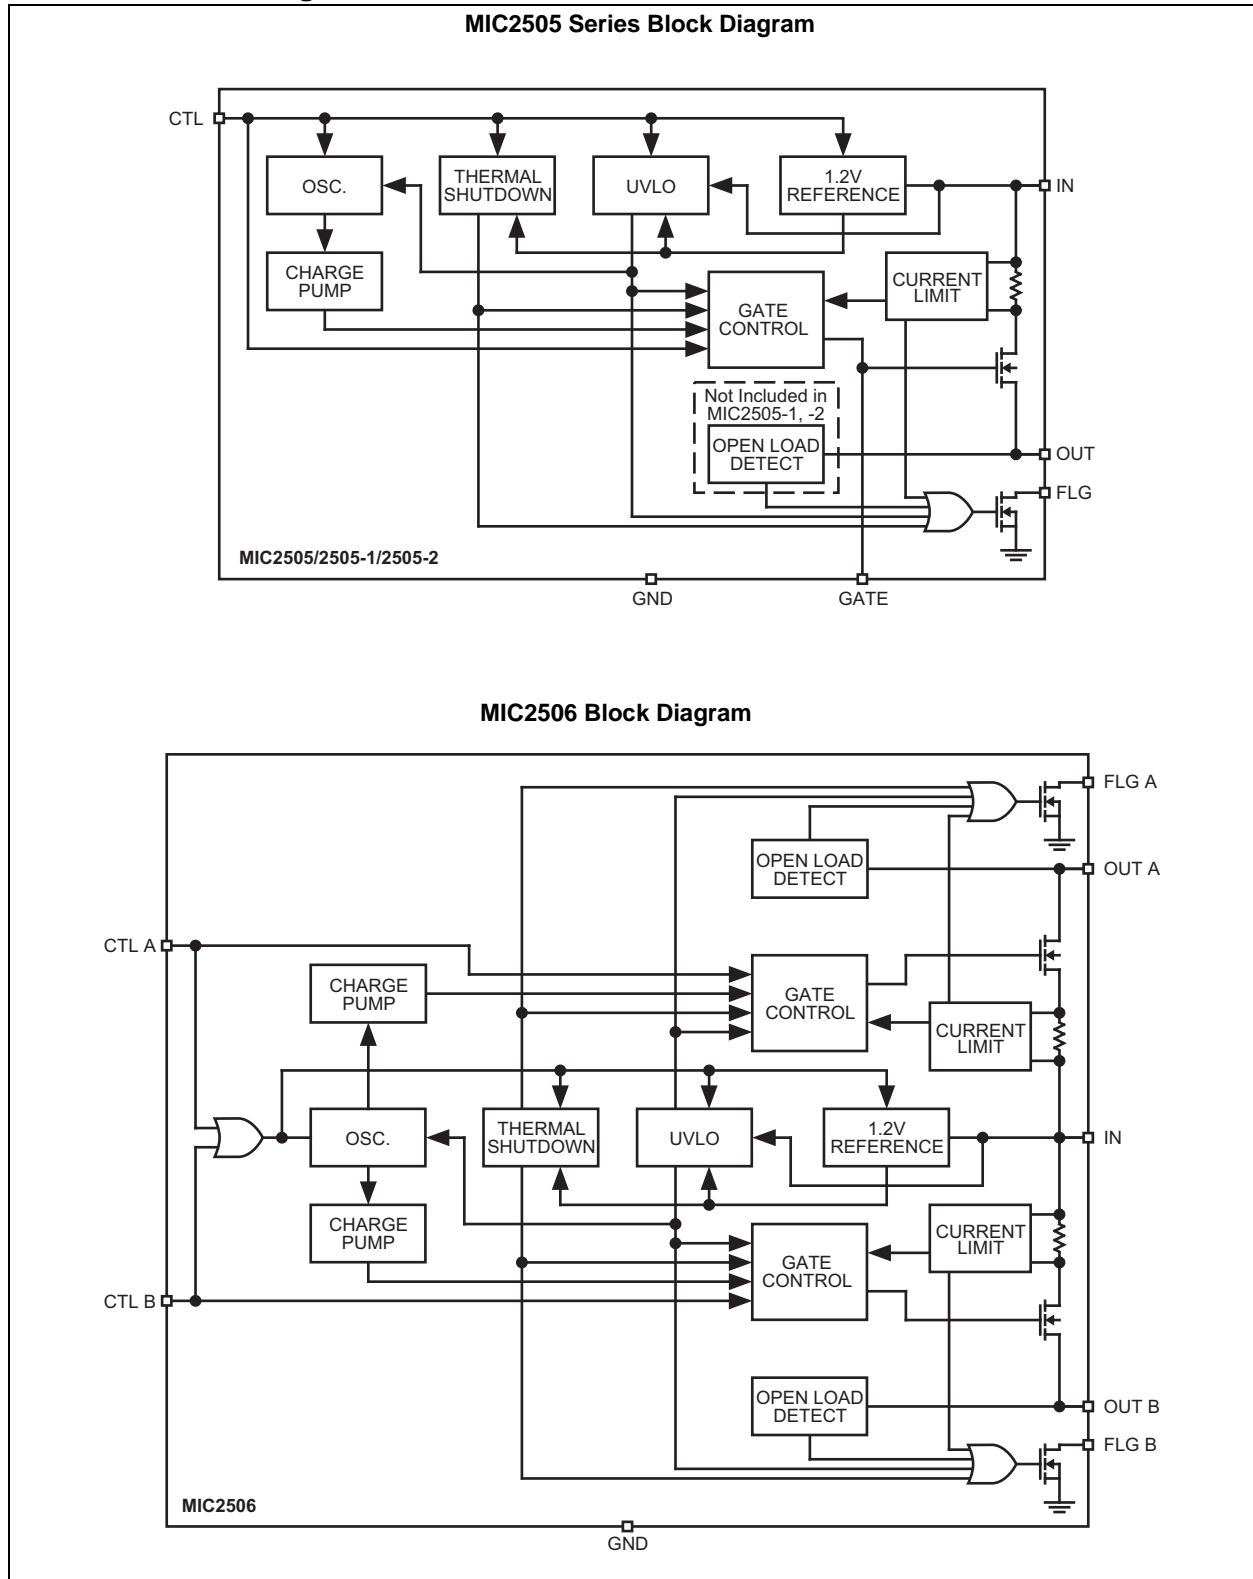 MIC2505 Series Block Diagram
CTL
OSC.
THERMAL
SHUTDOWN
UVLO
1.2V
REFERENCE
IN
CHARGE
PUMP
GATE
CONTROL
CURRENT
LIMIT
Not Included in
MIC2505-1, -2
OPEN LOAD
DETECT
OUT
FLG
MIC2505/2505-1/2505-2
GND
GATE
MIC2506 Block Diagram
FLG A
OPEN LOAD
DETECT
OUT A
CTL A
CHARGE
PUMP
GATE
CONTROL
CURRENT
LIMIT
OSC.
THERMAL
SHUTDOWN
UVLO
1.2V
REFERENCE
IN
CHARGE
PUMP
GATE
CONTROL
CURRENT
LIMIT
CTL B
OPEN LOAD
DETECT
OUT B
FLG B
MIC2506
GND